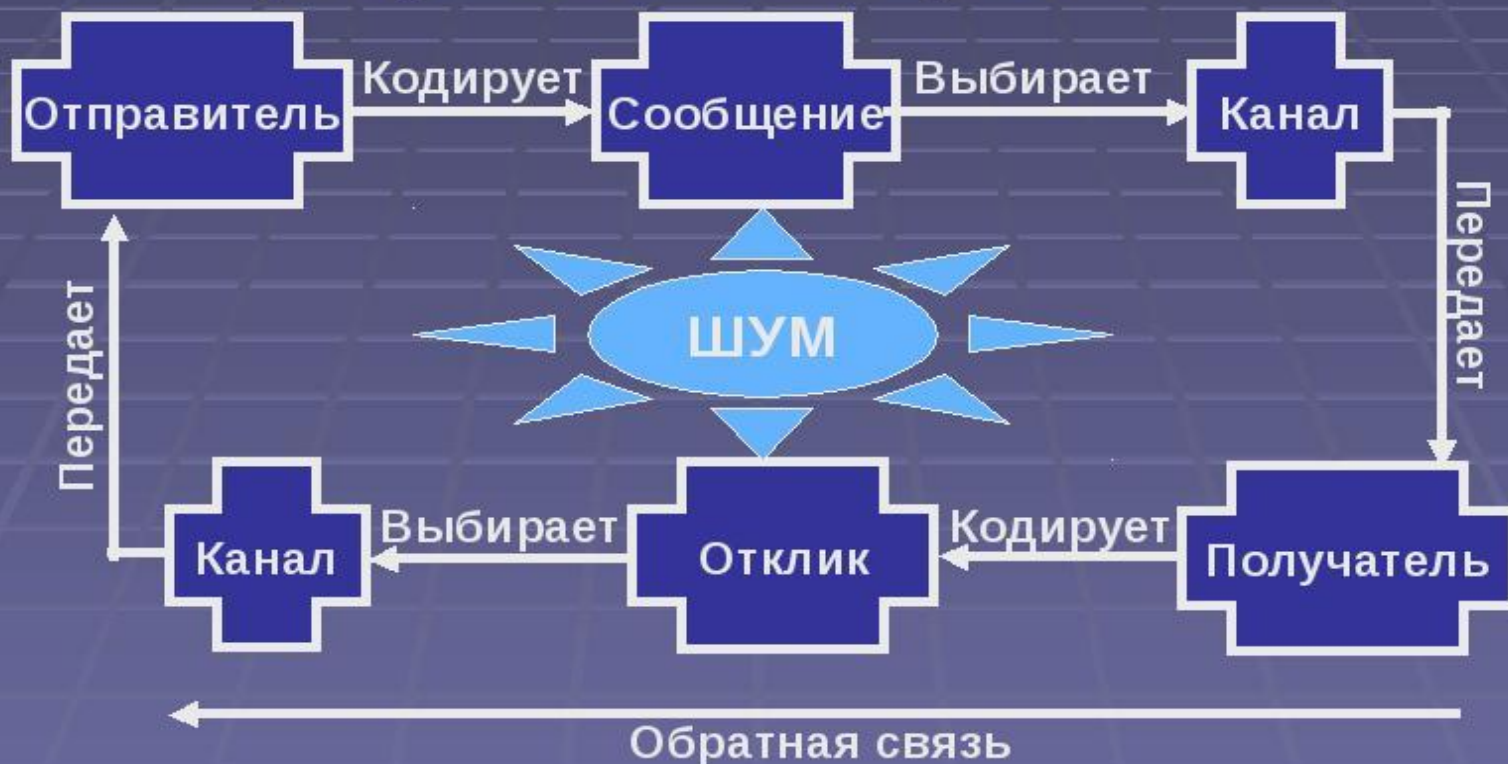 Отправитель
Кодирует
Сообщение
Выбирает
Канал
Передает
Передает
ШУМ
Канал
Выбирает
Отклик
Кодирует
Получатель
Обратная связь